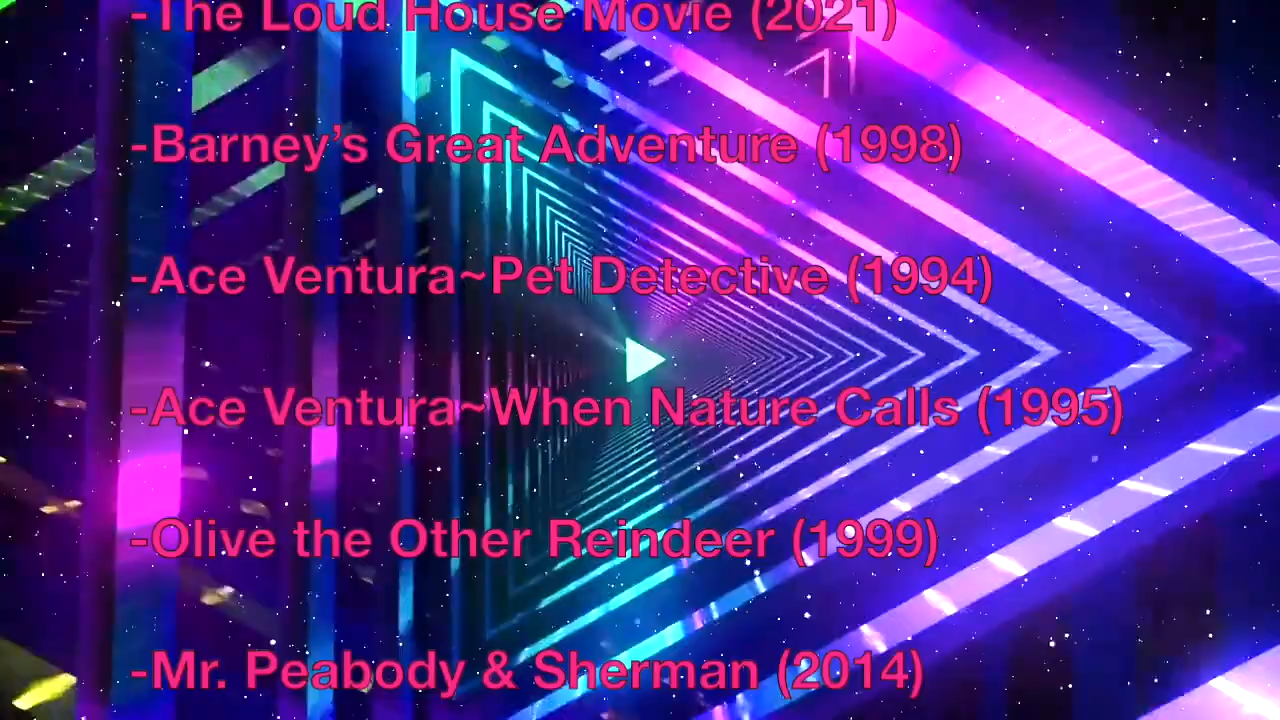 -The Loud House Movie (2021)
-Barney’s Great Adventure (1998)
-Ace Ventura~Pet Detective (1994)
-Ace Ventura~When Nature Calls (1995)
-Olive the Other Reindeer (1999)
-Mr. Peabody & Sherman (2014)